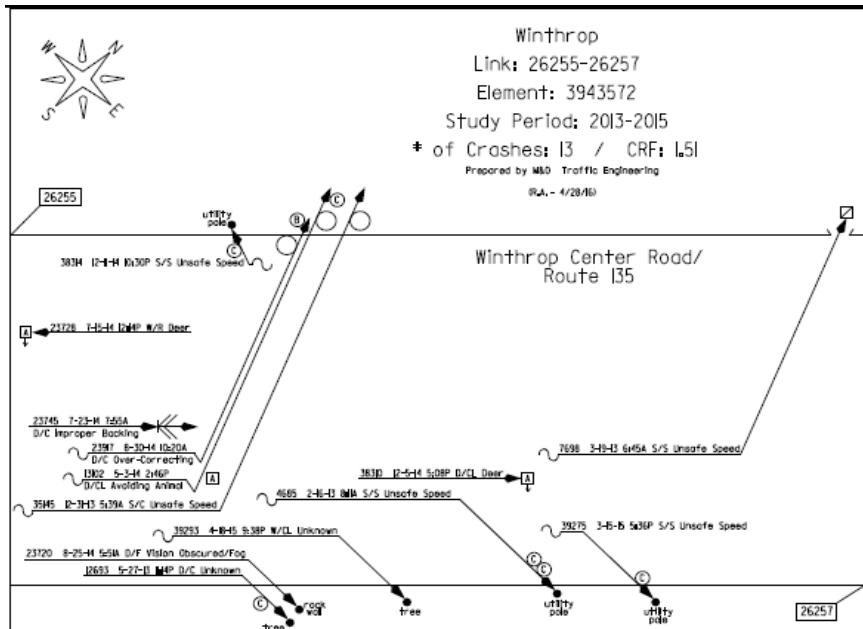 W
N
S
E
Winthrop
Link: 26255-26257
Element: 3943572
Study Period: 2013-2015
# of Crashes: 13 / CRF: 1.51
Prepared by M&O Traffic Engineering
(R.A. - 4/28/16)
26255
utility
pole
B
C
C
38314 12-11-14 10:30P S/S Unsafe Speed
Winthrop Center Road/
Route 135
A
23728 7-15-14 W/R Deer
23745 7-23-14 7:55A
D/C Improper Backing
23917 8-30-14 10:20A
D/C Over-Correcting
13102 5-3-14 2:46P
D/CL Avoiding Animal
A
7698 3-19-13 6:45A S/S Unsafe Speed
38310 12-5-14 5:08P D/CL Deer
A
35145 12-31-13 5:39A S/C Unsafe Speed
4685 2-16-13 S/S Unsafe Speed
39293 4-18-15 9:38P W/CL Unknown
39275 3-15-15 S/S Unsafe Speed
23720 8-25-14 5:51A D/F Vision Obscured/Fog
12693 5-27-13 D/C Unknown
C
C
C
C
rock
wall
tree
tree
utility
pole
utility
pole
26257